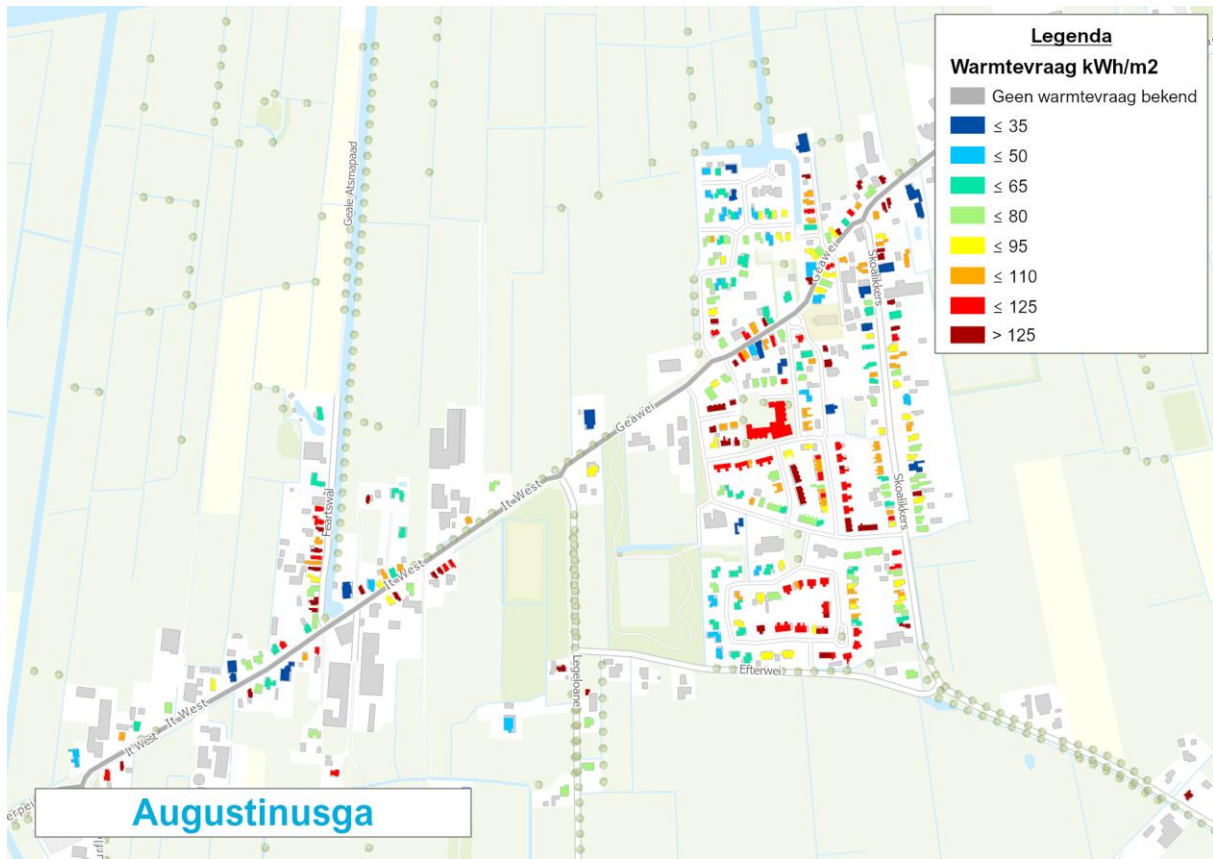 Legenda
Warmtevraag kWh/m2
Geen warmtevraag bekend
≤ 35
≤ 50
≤ 65
≤ 80
≤ 95
≤ 110
≤ 125
> 125
Geale Atsmapaad
Geawei
Skoalikkers
Geawei
Feartswâl
It West
Skoalikkers
It West
Legeloane
Efterwei
It West
It West
Augustinusga